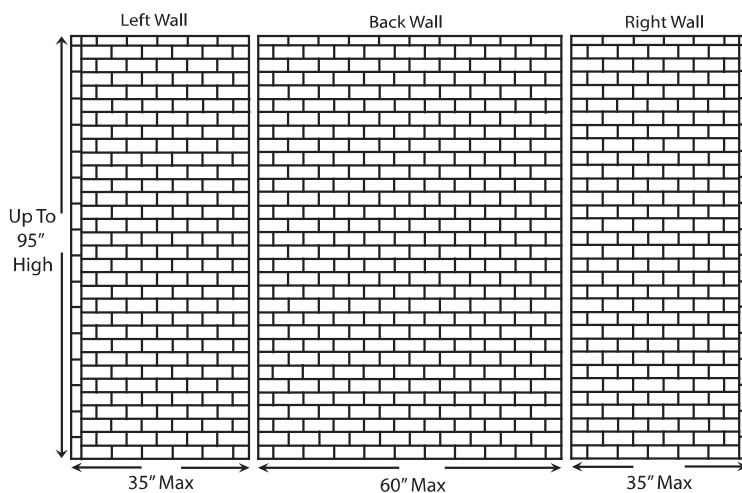 Left Wall
Back Wall
Right Wall
Up To
95”
High
35” Max
60” Max
35” Max